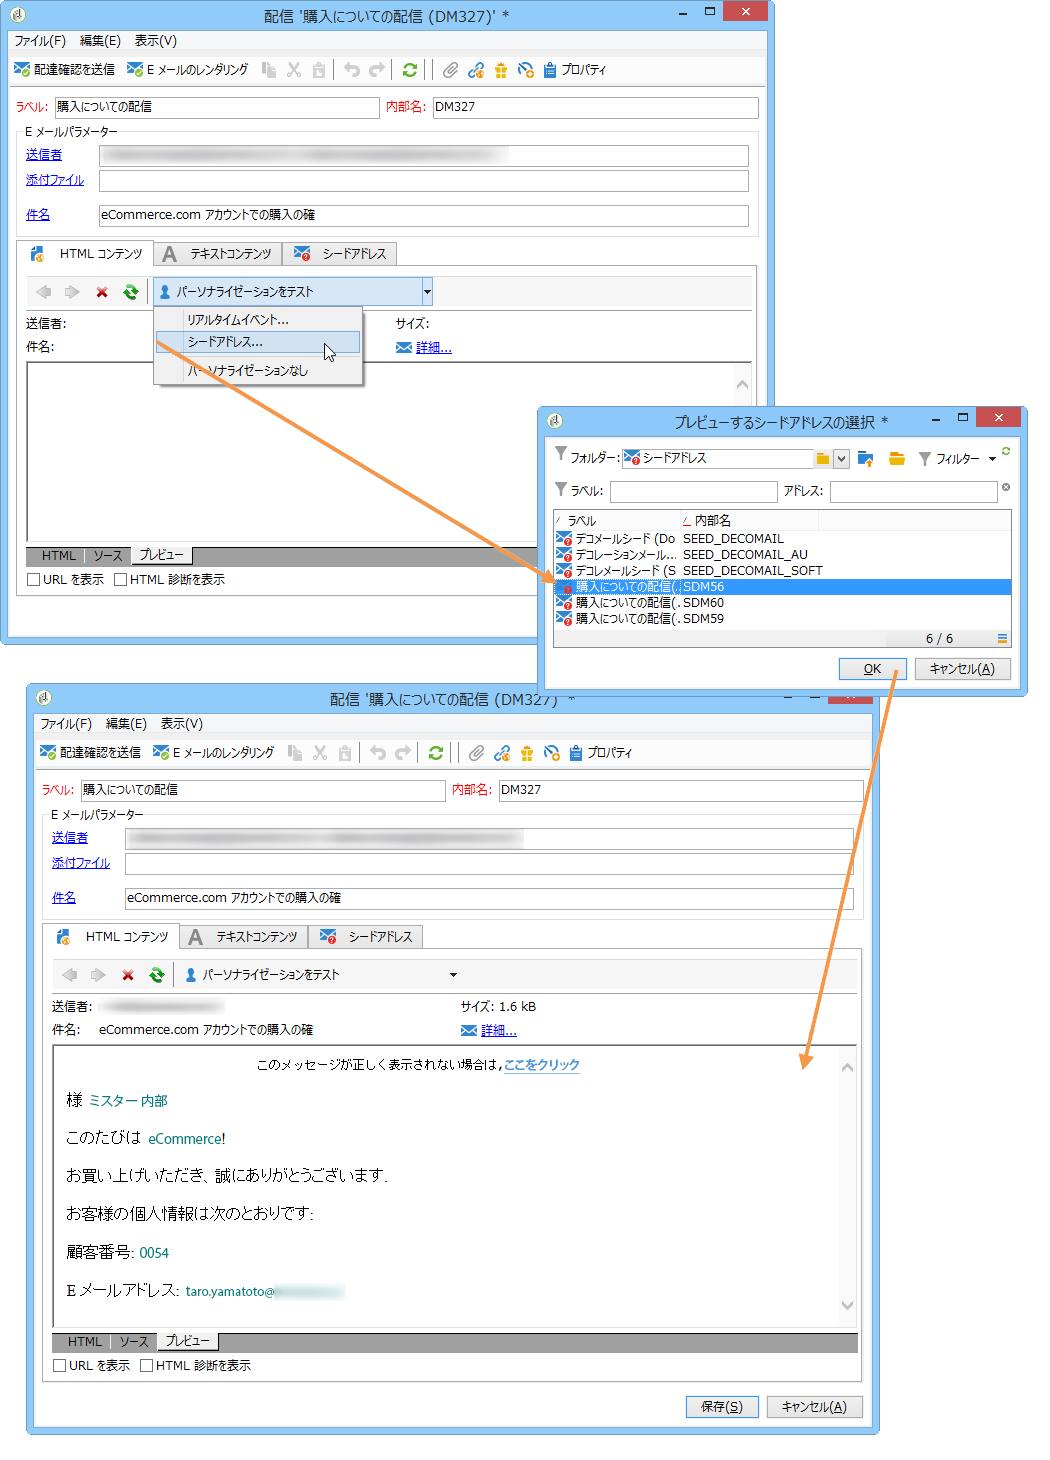 配信 '購入についての配信 (DM327)' *
ファイル(F) 編集(E) 表示(V)
配達確認を送信 E メールのレンダリング プロパティ
ラベル: 購入についての配信 内部名: DM327
E メールパラメーター
送信者
添付ファイル
件名 eCommerce.com アカウントでの購入の確
HTML コンテンツ テキストコンテンツ シードアドレス
パーソナライゼーションをテスト
送信者: サイズ:
件名: 詳細...
リアルタイムイベント...
シードアドレス...
パーソナライゼーションなし
HTML ソース プレビュー
URL を表示 HTML 診断を表示
プレビューするシードアドレスの選択 *
フォルダー: シードアドレス フィルター
ラベル: アドレス:
ラベル 内部名
デコメールシード (Do SEED_DECOMAIL
デコレーションメール... SEED_DECOMAIL_AU
デコレメールシード (S SEED_DECOMAIL_SOFT
購入についての配信(. SDM56
購入についての配信(. SDM60
購入についての配信(. SDM59
6 / 6
OK キャンセル(A)
配信 '購入についての配信 (DM327)' *
ファイル(F) 編集(E) 表示(V)
配達確認を送信 E メールのレンダリング プロパティ
ラベル: 購入についての配信 内部名: DM327
E メールパラメーター
送信者
添付ファイル
件名 eCommerce.com アカウントでの購入の確
HTML コンテンツ テキストコンテンツ シードアドレス
パーソナライゼーションをテスト
送信者: サイズ: 1.6 kB
件名: eCommerce.com アカウントでの購入の確 詳細...
このメッセージが正しく表示されない場合は,ここをクリック
様 ミスター 内部
このたびは eCommerce!
お買い上げいただき、誠にありがとうございます.
お客様の個人情報は次のとおりです:
顧客番号: 0054
E メールアドレス: taro.yamatoto@
HTML ソース プレビュー
URL を表示 HTML 診断を表示
保存(S) キャンセル(A)